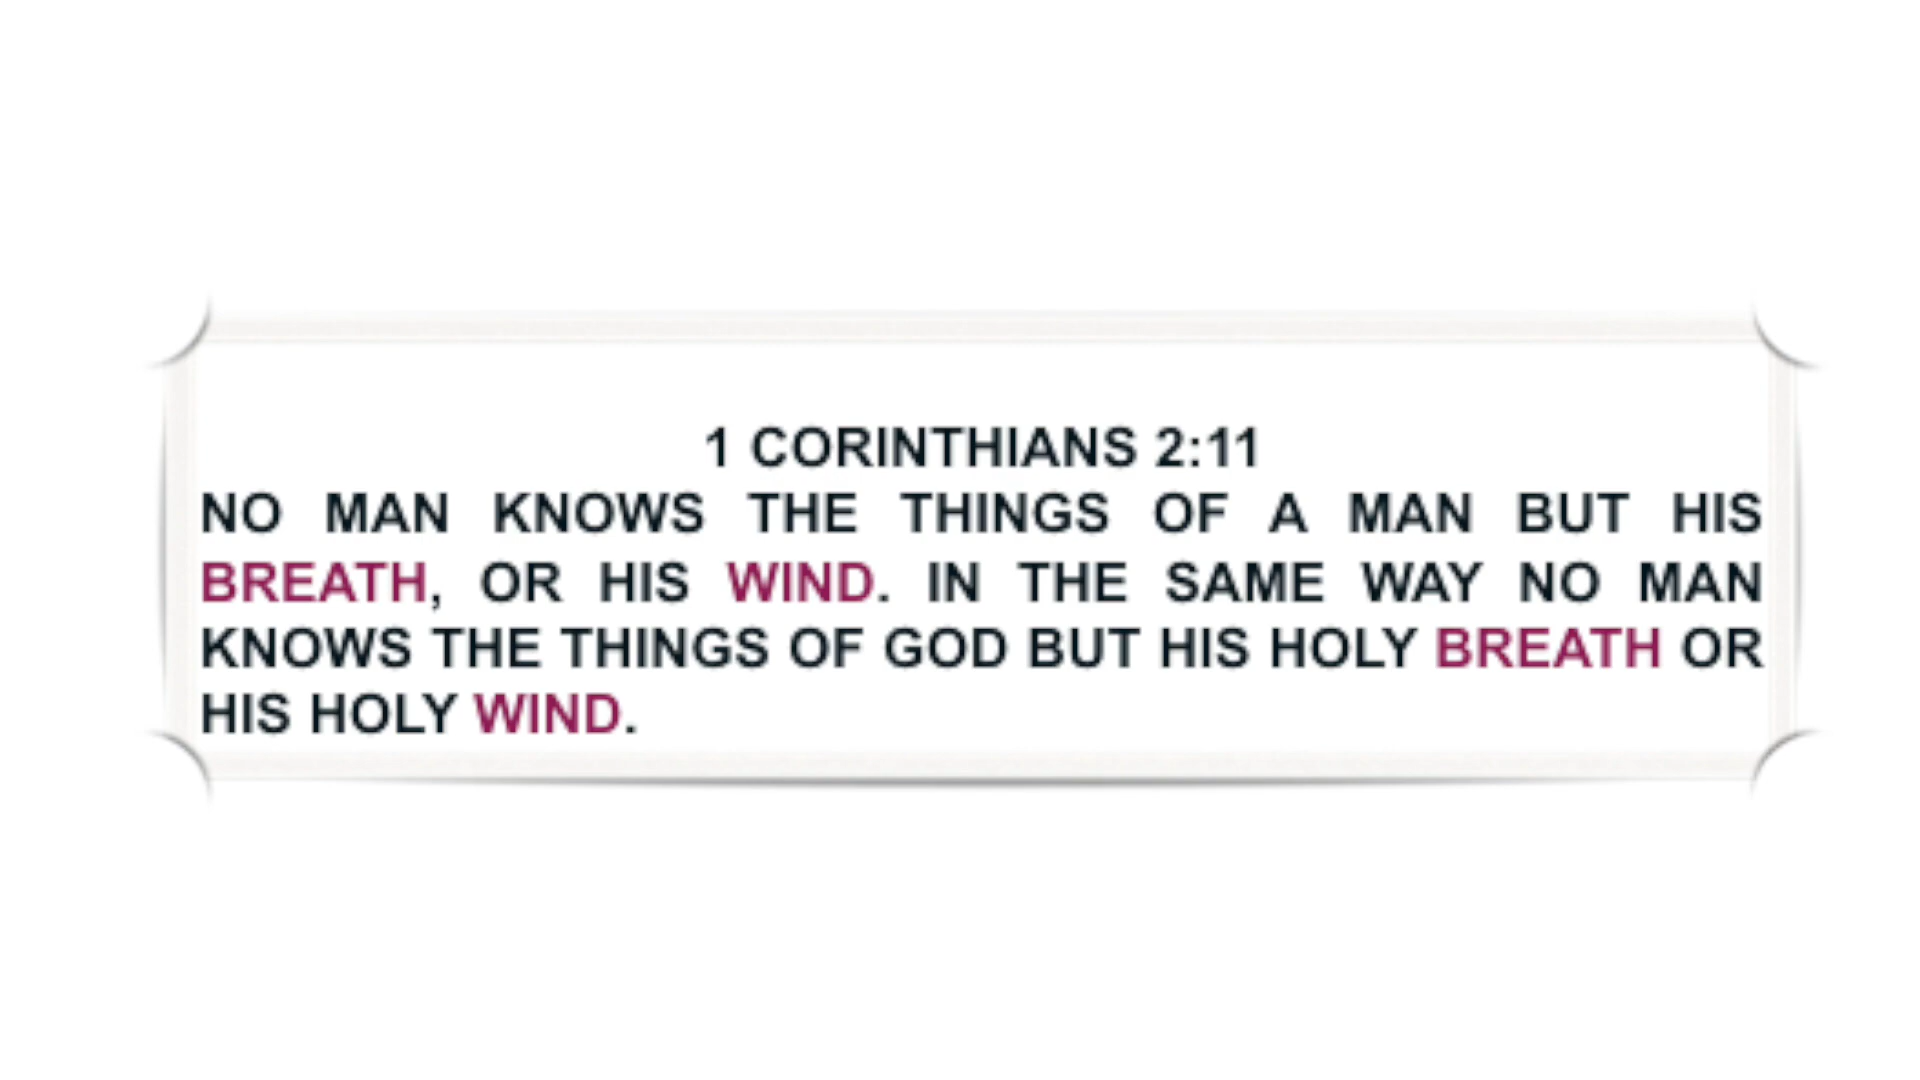 1 CORINTHIANS 2:11
NO MAN KNOWS THE THINGS OF A MAN BUT HIS
BREATH, OR HIS WIND. IN THE SAME WAY NO MAN
KNOWS THE THINGS OF GOD BUT HIS HOLY BREATH OR
HIS HOLY WIND.